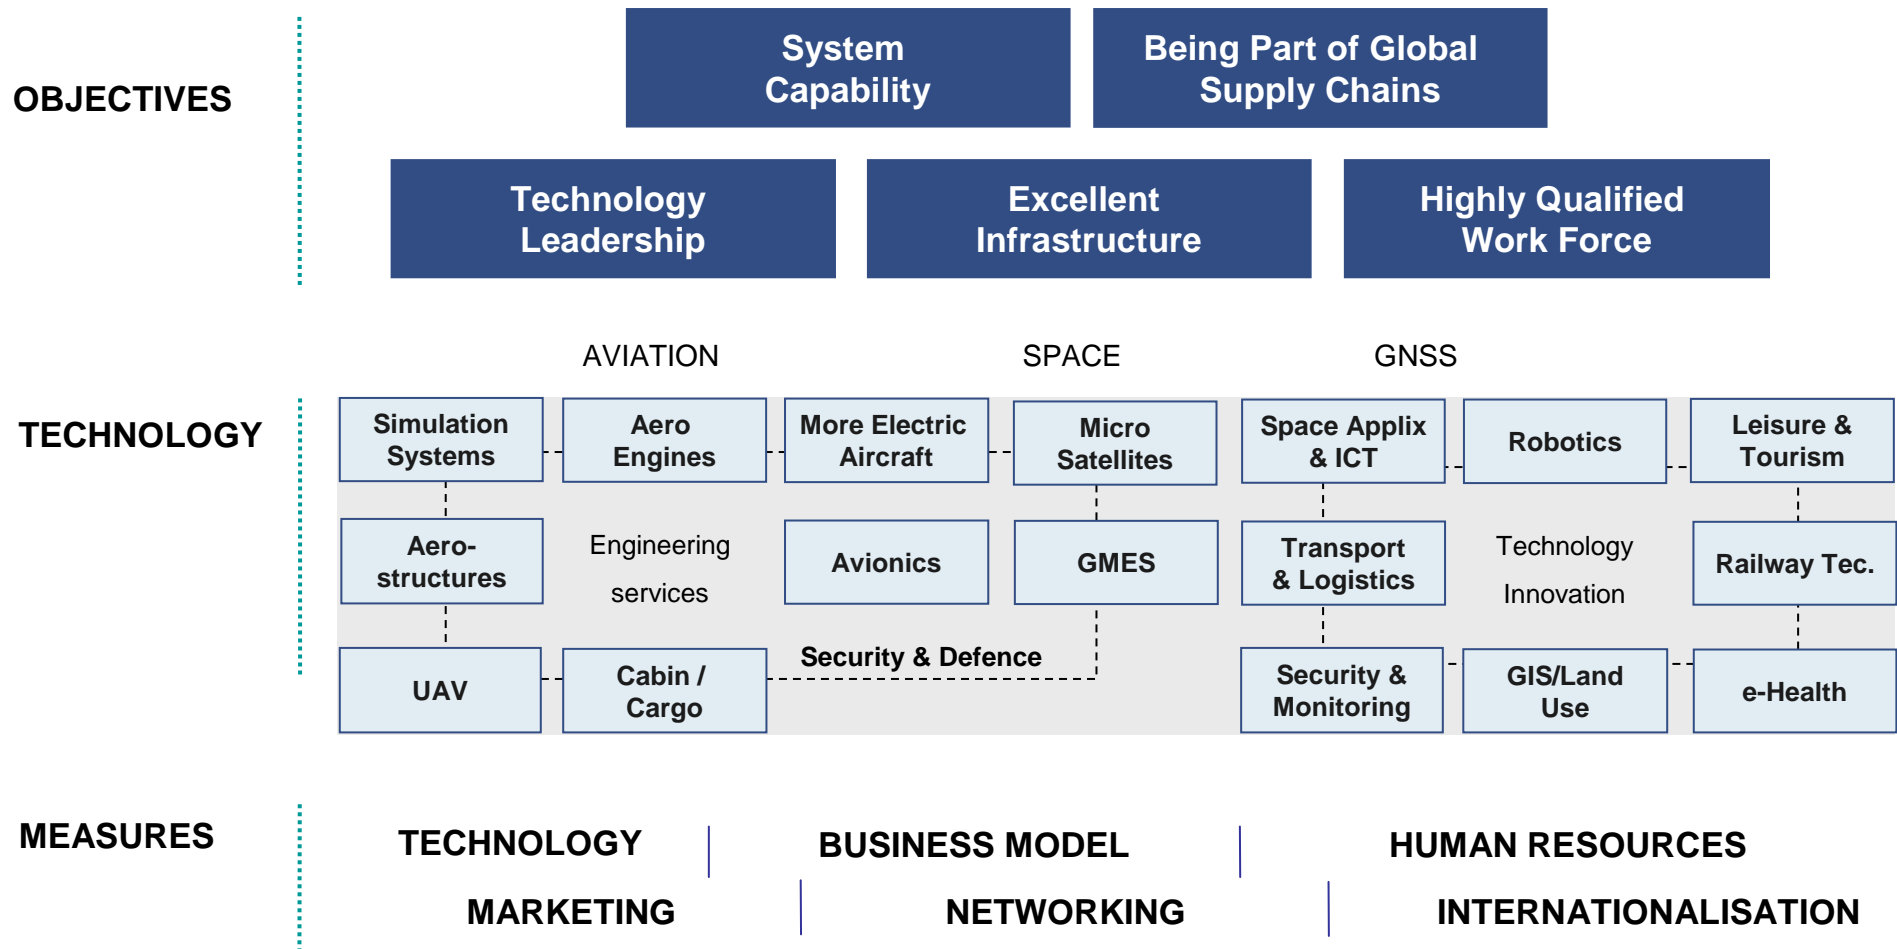 OBJECTIVES
System
Capability
Being Part of Global
Supply Chains
Technology
Leadership
Excellent
Infrastructure
Highly Qualified
Work Force
AVIATION
SPACE
GNSS
TECHNOLOGY
Simulation
Systems
Aero
Engines
More Electric
Aircraft
Micro
Satellites
Space Applix
& ICT
Robotics
Leisure &
Tourism
Aero-
structures
Engineering
services
Avionics
GMES
Transport
& Logistics
Technology
Innovation
Railway Tec.
UAV
Cabin /
Cargo
Security & Defence
Security &
Monitoring
GIS/Land
Use
e-Health
MEASURES
TECHNOLOGY
BUSINESS MODEL
HUMAN RESOURCES
MARKETING
NETWORKING
INTERNATIONALISATION